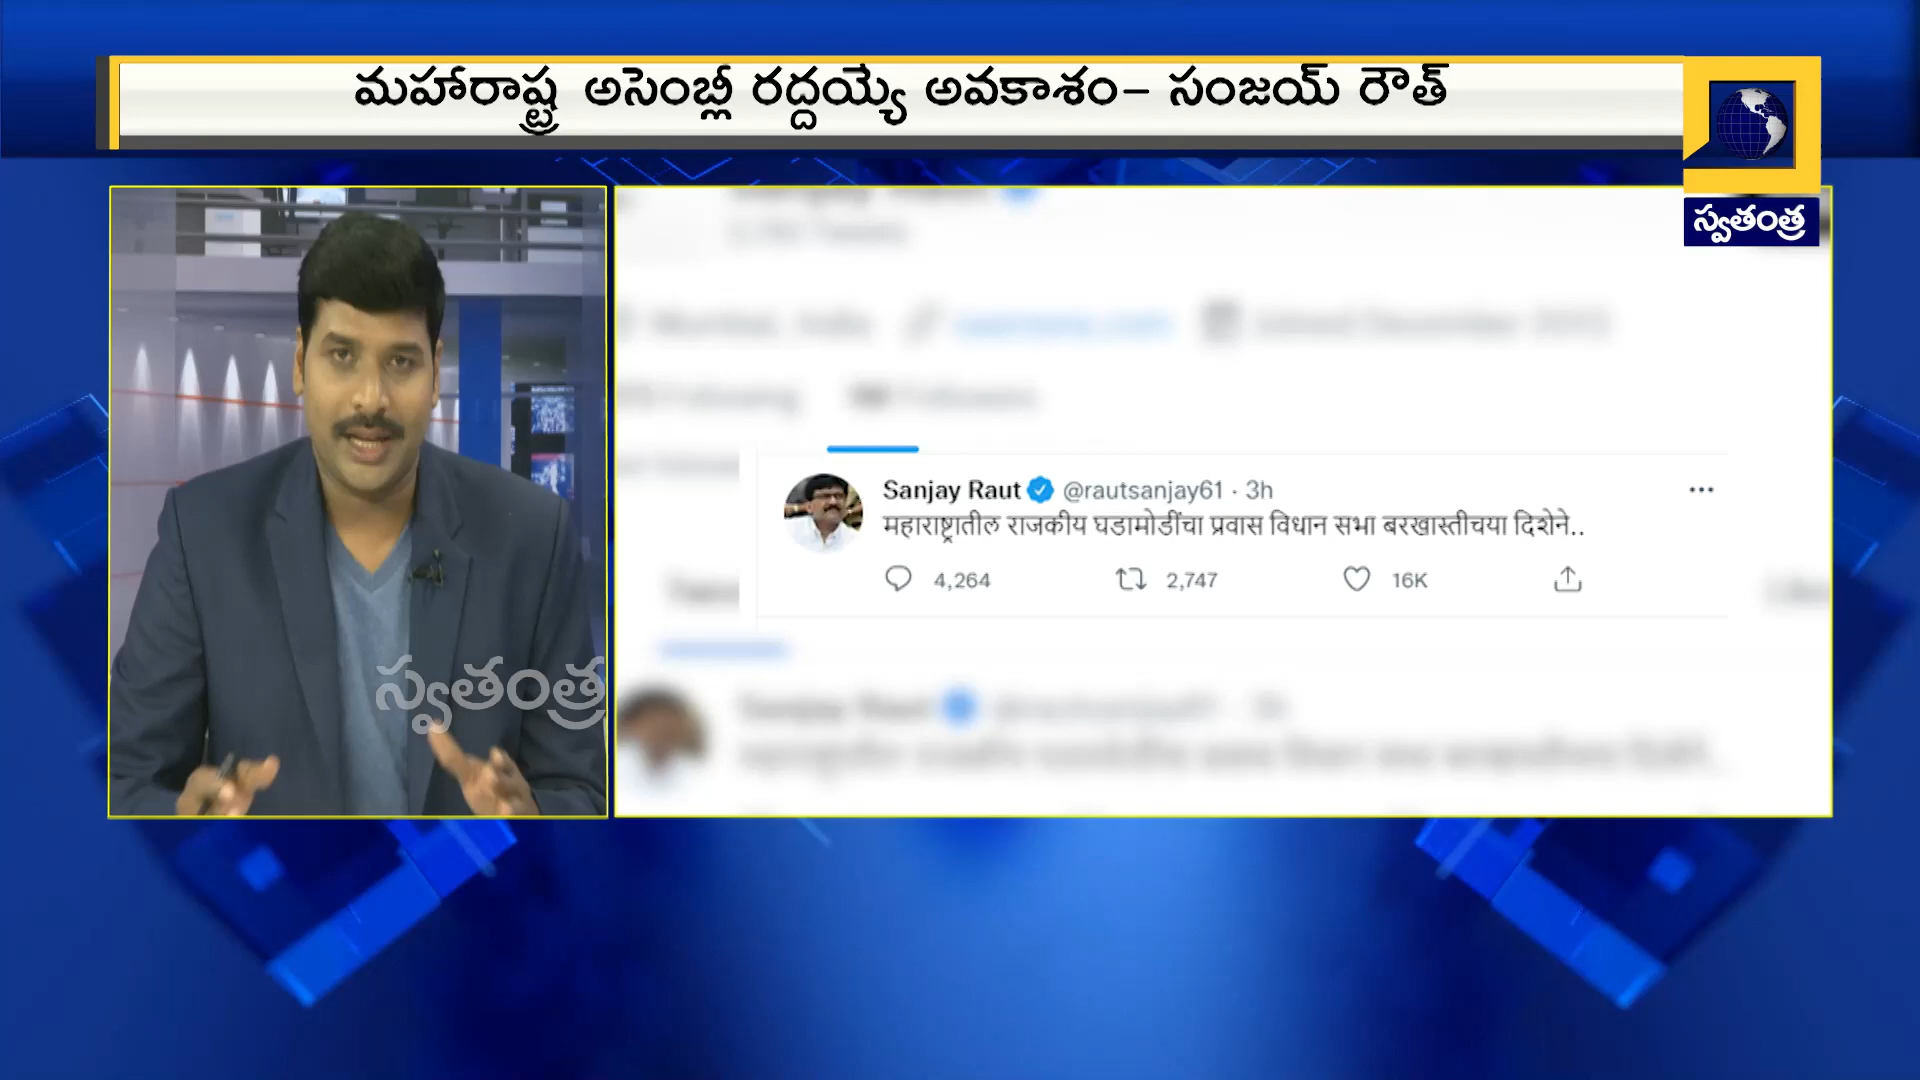 మహారాష్ట్ర అసెంబ్లీ రద్దయ్యే అవకాశం- సంజయ్ రౌత్
స్వతంత్ర
Sanjay Raut @rautsanjay61 · 3h
महाराष्ट्रातील राजकीय घडामोडींचा प्रवास विधान सभा बरखास्तीचया दिशेने..
4,264 2,747 16K
స్వతంత్ర